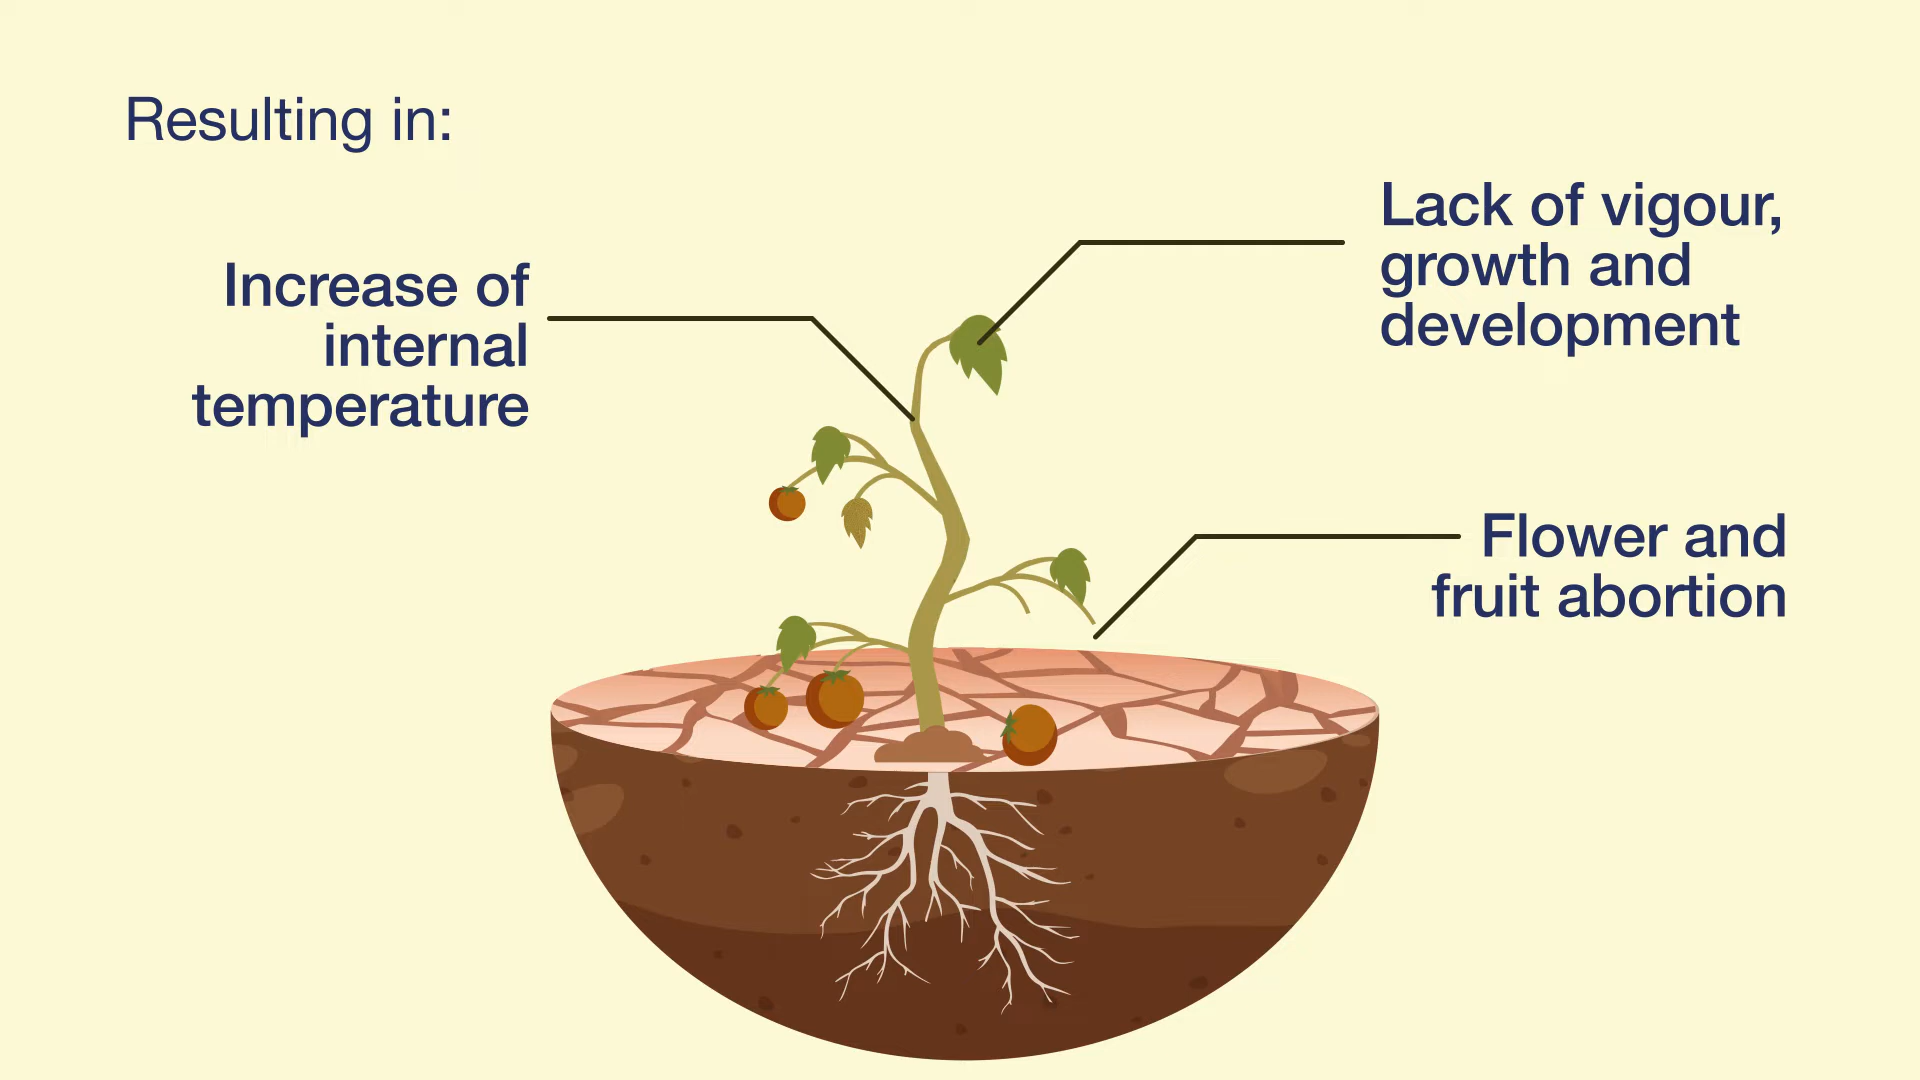 Resulting in:
Increase of
internal
temperature
Lack of vigour,
growth and
development
Flower and
fruit abortion